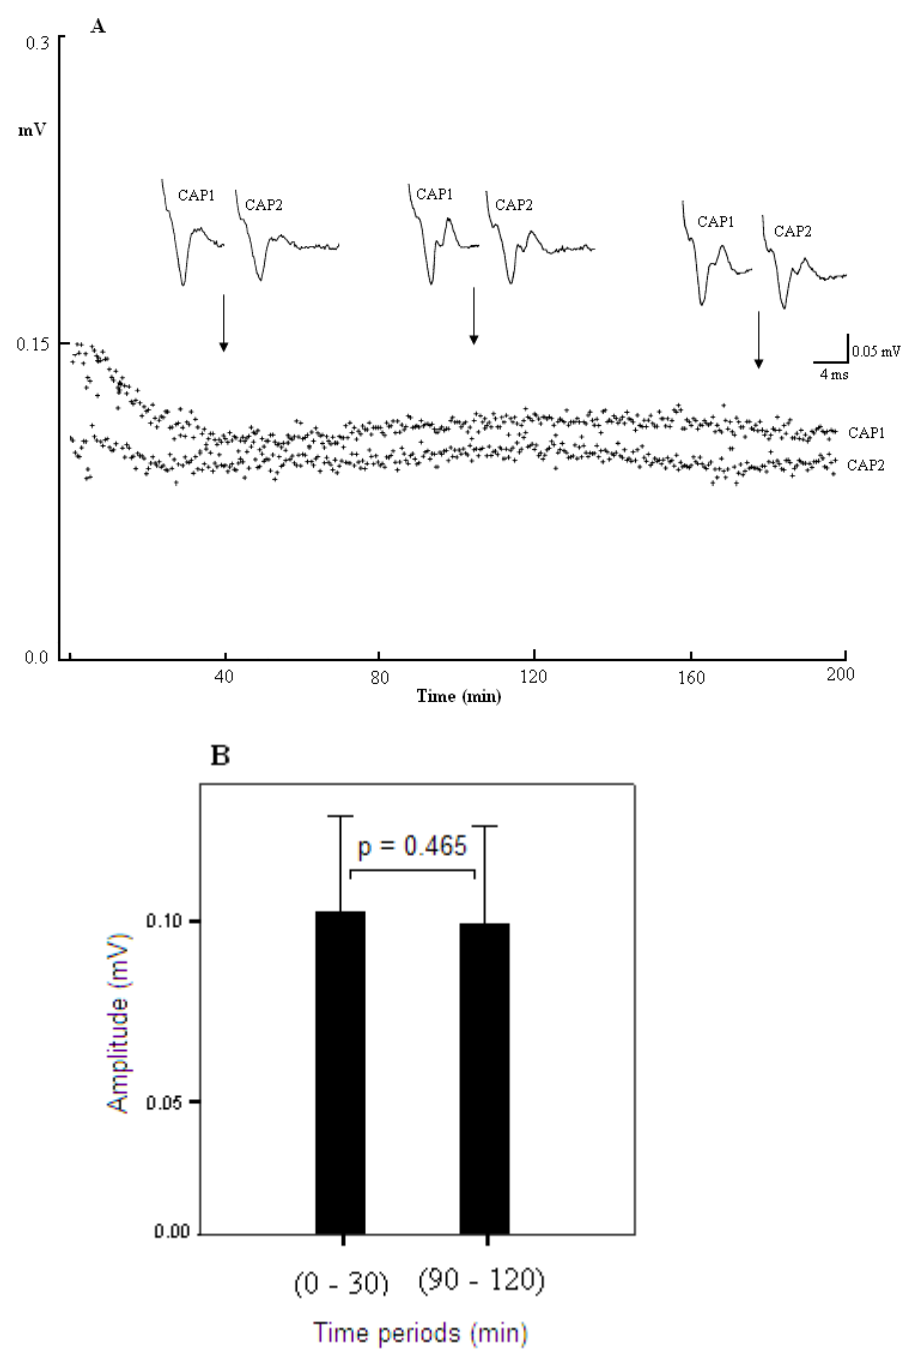 A
0.3
mV
CAP1 CAP2 CAP1 CAP2 CAP1 CAP2
0.15
0.05 mV
4 ms
CAP1
CAP2
0.0
40 80 120 160 200
Time (min)
B
p = 0.465
0.10
Amplitude (mV)
0.05
0.00
(0 - 30) (90 - 120)
Time periods (min)